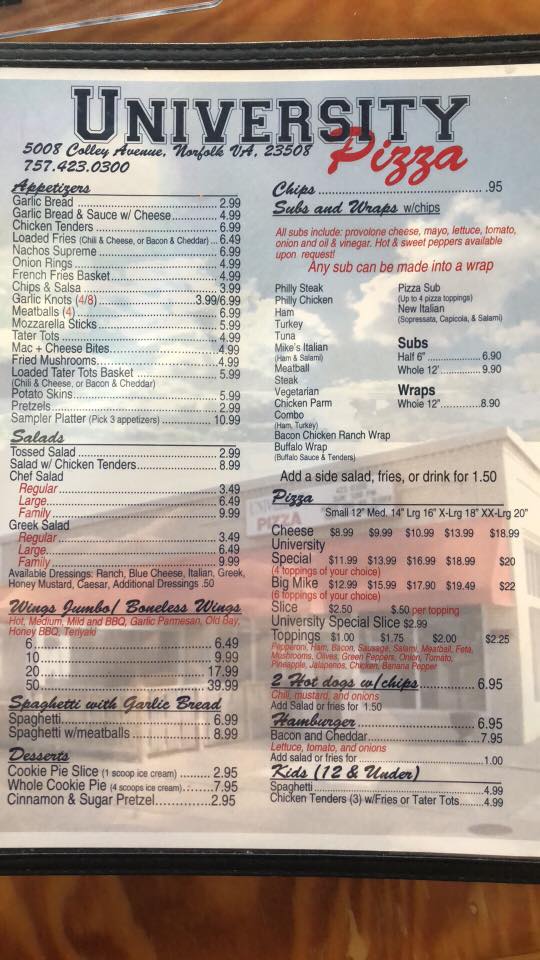 UNIVERSITY
Pizza
5008 Colley Avenue, Norfolk VA, 23508
757.423.0300
Appetizers
Garlic Bread 2.99
Garlic Bread & Sauce w/ Cheese 4.99
Chicken Tenders 6.99
Loaded Fries (Chili & Cheese, or Bacon & Cheddar) 6.49
Nachos Supreme 6.99
Onion Rings 4.99
French Fries Basket 4.99
Chips & Salsa 3.99
Garlic Knots (4/8) 3.99/6.99
Meatballs (4) 6.99
Mozzarella Sticks 5.99
Tater Tots 4.99
Mac + Cheese Bites 4.99
Fried Mushrooms 4.99
Loaded Tater Tots Basket 5.99
(Chili & Cheese, or Bacon & Cheddar)
Potato Skins 5.99
Pretzels 2.99
Sampler Platter (Pick 3 appetizers) 10.99
Salads
Tossed Salad 2.99
Salad w/ Chicken Tenders 8.99
Chef Salad
Regular 3.49
Large 6.49
Family 9.99
Greek Salad
Regular 3.49
Large 6.49
Family 9.99
Available Dressings: Ranch, Blue Cheese, Italian, Greek,
Honey Mustard, Caesar, Additional Dressings .50
Wings Jumbo/ Boneless Wings
Hot, Medium, Mild and BBQ, Garlic Parmesan, Old Bay,
Honey BBQ, Teriyaki
6 6.49
10 9.99
20 17.99
50 39.99
Spaghetti with Garlic Bread
Spaghetti 6.99
Spaghetti w/meatballs 8.99
Desserts
Cookie Pie Slice (1 scoop ice cream) 2.95
Whole Cookie Pie (4 scoops ice cream) 7.95
Cinnamon & Sugar Pretzel 2.95
Chips .95
Subs and Wraps w/chips
All subs include: provolone cheese, mayo, lettuce, tomato,
onion and oil & vinegar. Hot & sweet peppers available
upon request!
Any sub can be made into a wrap
Philly Steak
Philly Chicken
Ham
Turkey
Tuna
Mike's Italian
(Ham & Salami)
Meatball
Steak
Vegetarian
Chicken Parm
Combo
(Ham, Turkey)
Bacon Chicken Ranch Wrap
Buffalo Wrap
(Buffalo Sauce & Tenders)
Pizza Sub
(Up to 4 pizza toppings)
New Italian
(Sopressata, Capicola, & Salami)
Subs
Half 6" 6.90
Whole 12' 9.90
Wraps
Whole 12" 8.90
Add a side salad, fries, or drink for 1.50
Pizza
Small 12" Med. 14" Lrg 16" X-Lrg 18" XX-Lrg 20"
Cheese $8.99 $9.99 $10.99 $13.99 $18.99
University
Special $11.99 $13.99 $16.99 $18.99 $20
(4 toppings of your choice)
Big Mike $12.99 $15.99 $17.90 $19.49 $22
(6 toppings of your choice)
Slice $2.50 $.50 per topping
University Special Slice $2.99
Toppings $1.00 $1.75 $2.00 $2.25
Pepperoni, Ham, Bacon, Sausage, Salami, Meatball, Feta,
Mushrooms, Olives, Green Peppers, Onion, Tomato,
Pineapple, Jalapenos, Chicken, Banana Popper
2 Hot dogs w/chips 6.95
Chili, mustard, and onions
Add Salad or fries for 1.50
Hamburger 6.95
Bacon and Cheddar 7.95
Lettuce, tomato, and onions
Add salad or fries for 1.00
Kids (12 & Under)
Spaghetti 4.99
Chicken Tenders (3) w/Fries or Tater Tots 4.99